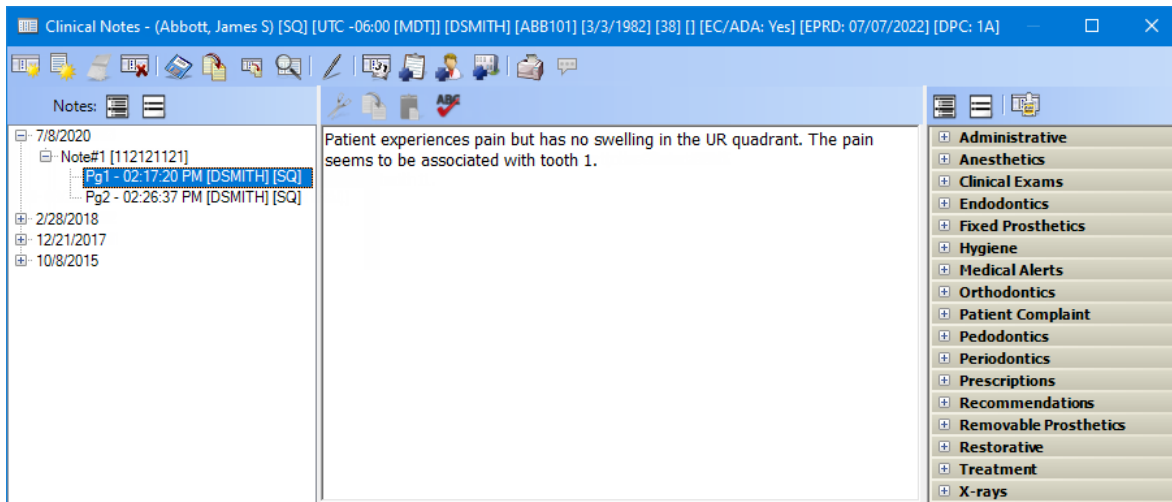 Clinical Notes - (Abbott, James S) [SQ] [UTC -06:00 [MDT]] [DSMITH] [ABB101] [3/3/1982] [38] [] [EC/ADA: Yes] [EPRD: 07/07/2022] [DPC: 1A]
Notes:
ABC
7/8/2020
Note#1 [112121121]
Pg1 - 02:17:20 PM [DSMITH] [SQ]
Pg2 - 02:26:37 PM [DSMITH] [SQ]
2/28/2018
12/21/2017
10/8/2015
Patient experiences pain but has no swelling in the UR quadrant. The pain
seems to be associated with tooth 1.
Administrative
Anesthetics
Clinical Exams
Endodontics
Fixed Prosthetics
Hygiene
Medical Alerts
Orthodontics
Patient Complaint
Pedodontics
Periodontics
Prescriptions
Recommendations
Removable Prosthetics
Restorative
Treatment
X-rays